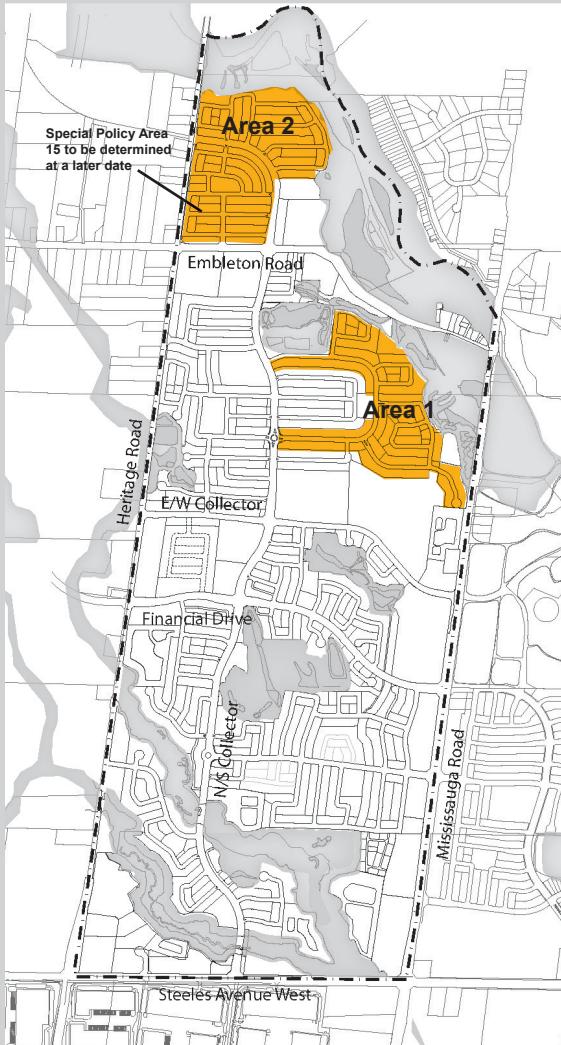 Area 2
Special Policy Area
15 to be determined
at a later date
Embleton Road
Area 1
Heritage Road
E/W Collector
Financial Drive
N/S Collector
Mississauga Road
Steeles Avenue West